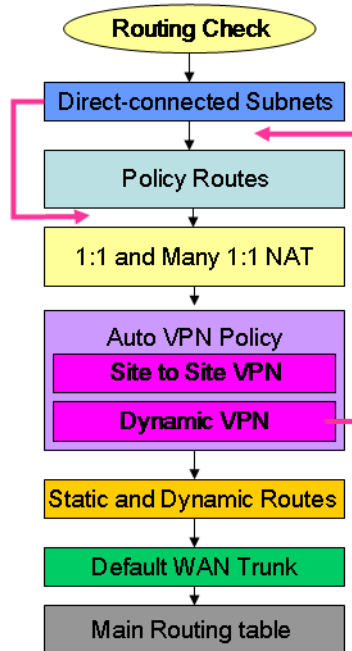 Routing Check
Direct-connected Subnets
Policy Routes
1:1 and Many 1:1 NAT
Auto VPN Policy
Site to Site VPN
Dynamic VPN
Static and Dynamic Routes
Default WAN Trunk
Main Routing table